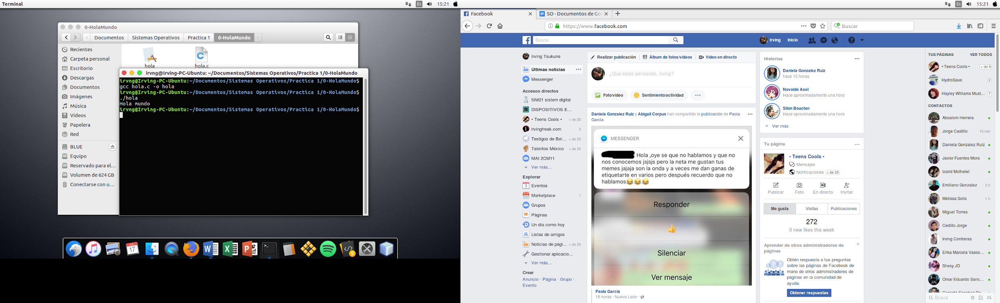 Terminal
Es
15:21
0-HolaMundo
Documentos
Sistemas Operativos
Practica 1
0-HolaMundo
Recientes
Carpeta personal
Escritorio
Descargas
Documentos
Imágenes
Música
Vídeos
Papelera
Red
BLUE
Equipo
Reservado para el...
Volumen de 624 GB
Conectarse con u...
hola
hola.c
irvng@Irving-PC-Ubuntu: ~/Documentos/Sistemas Operativos/Practica 1/0-HolaMundo
irvng@Irving-PC-Ubuntu:~/Documentos/Sistemas Operativos/Practica 1/0-HolaMundo$
gcc hola.c -o hola
irvng@Irving-PC-Ubuntu:~/Documentos/Sistemas Operativos/Practica 1/0-HolaMundo$
./hola
Hola mundo
irvng@Irving-PC-Ubuntu:~/Documentos/Sistemas Operativos/Practica 1/0-HolaMundo$
JUL
17
Es
15:21
Facebook
SO - Documentos de Goo
https://www.facebook.com
Buscar
Busca
Irving
Inicio
Irving Tsukune
Últimas noticias
Messenger
Accesos directos
5IM21 sistem digital
DISPOSITIVOS E...
• Teens Cools •
+ de 20
irvingfreak.com
3
Testigos de Bel...
+ de 20
Talentos México
+ de 20
MAI 2CM11
Ver más...
Explorar
3
Eventos
Marketplace
1
Grupos
Páginas
Un día como hoy
Listas de amigos
Noticias de pági...
+ de 20
Gestionar aplicacio...
Ver más...
Crear
Anuncio · Página · Grupo ·
Evento
Realizar publicación
Álbum de fotos/vídeos
Vídeo en directo
¿Qué estás pensando, Irving?
Foto/vídeo
Sentimiento/actividad
Daniela Gonzalez Ruiz y Abigail Corpus han compartido la publicación de Paola
Garcia.
MESSENGER
Hola ,oye se que no hablamos y que no
nos conocemos jsjsjs pero la neta me gustan tus
memes jajaja son la onda y a veces me dan ganas de
etiquetarte en varios pero después recuerdo que no
hablamos😂😂😂
Responder
👍
Silenciar
Ver mensaje
Paola Garcia
18 horas · Nuevo León ·
Historias
Daniela Gonzalez Ruiz
hace 15 horas
Novoide Axel
Hace aproximadamente una hora
Silon Boucher
Hace aproximadamente una hora
Ver más
Tu página
• Teens Cools •
Mensajes
Notificaciones
+ de 20
Publicar
Foto
En directo
Invitar
Me gusta
Visitas
Publicaciones
272
0 new likes this week
Aprender de otros administradores de
páginas
Obtén respuesta a tus preguntas
sobre las páginas de Facebook de
mano de otros administradores de
páginas en la comunidad de
ayuda.
Obtener respuestas
TUS PÁGINAS
VER TODOS
• Teens Cools •
+ de 9
HydroSave
2
Hayley Williams Must...
7
CONTACTOS
Absalom Herrera
Jorge Castillo
10 min
Daniela Gonzalez Ruiz
Javier Fuentes Mora
Izaird Mothelet
Emiliano Gonzalez
2 h
Melissa Solis
1 h
Miguel Torres
Cedillo Jorge
Irving Contreras
Erika Marcela Vasco...
Shesy JO
Omar Eduardo Sanc...
Busca